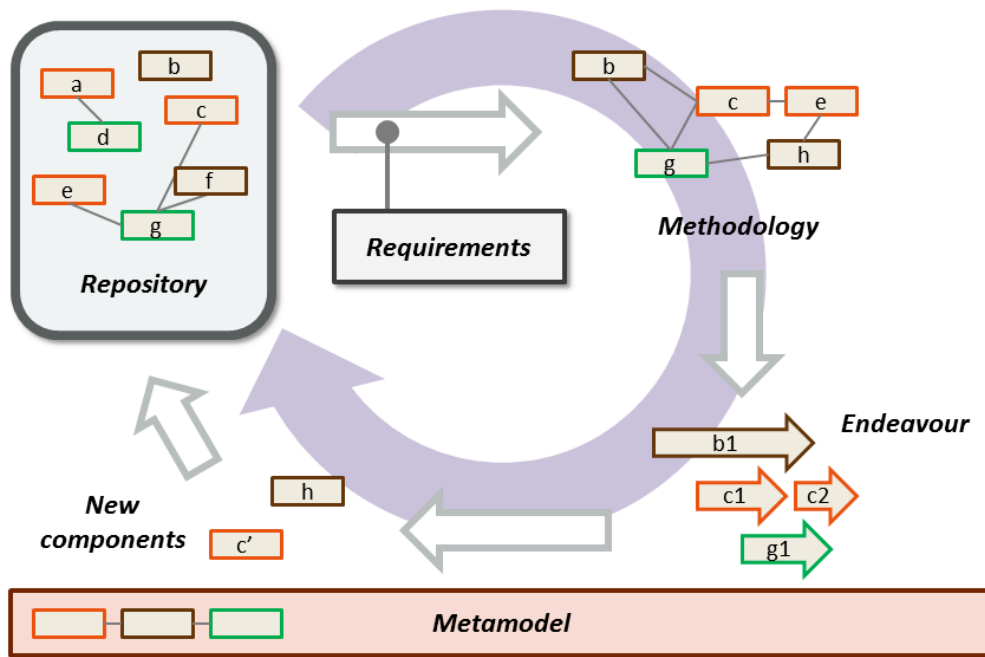 b
a
c
d
f
e
g
Repository
Requirements
b
c
e
g
h
Methodology
Endeavour
b1
c1
c2
g1
h
New
components
c’
Metamodel